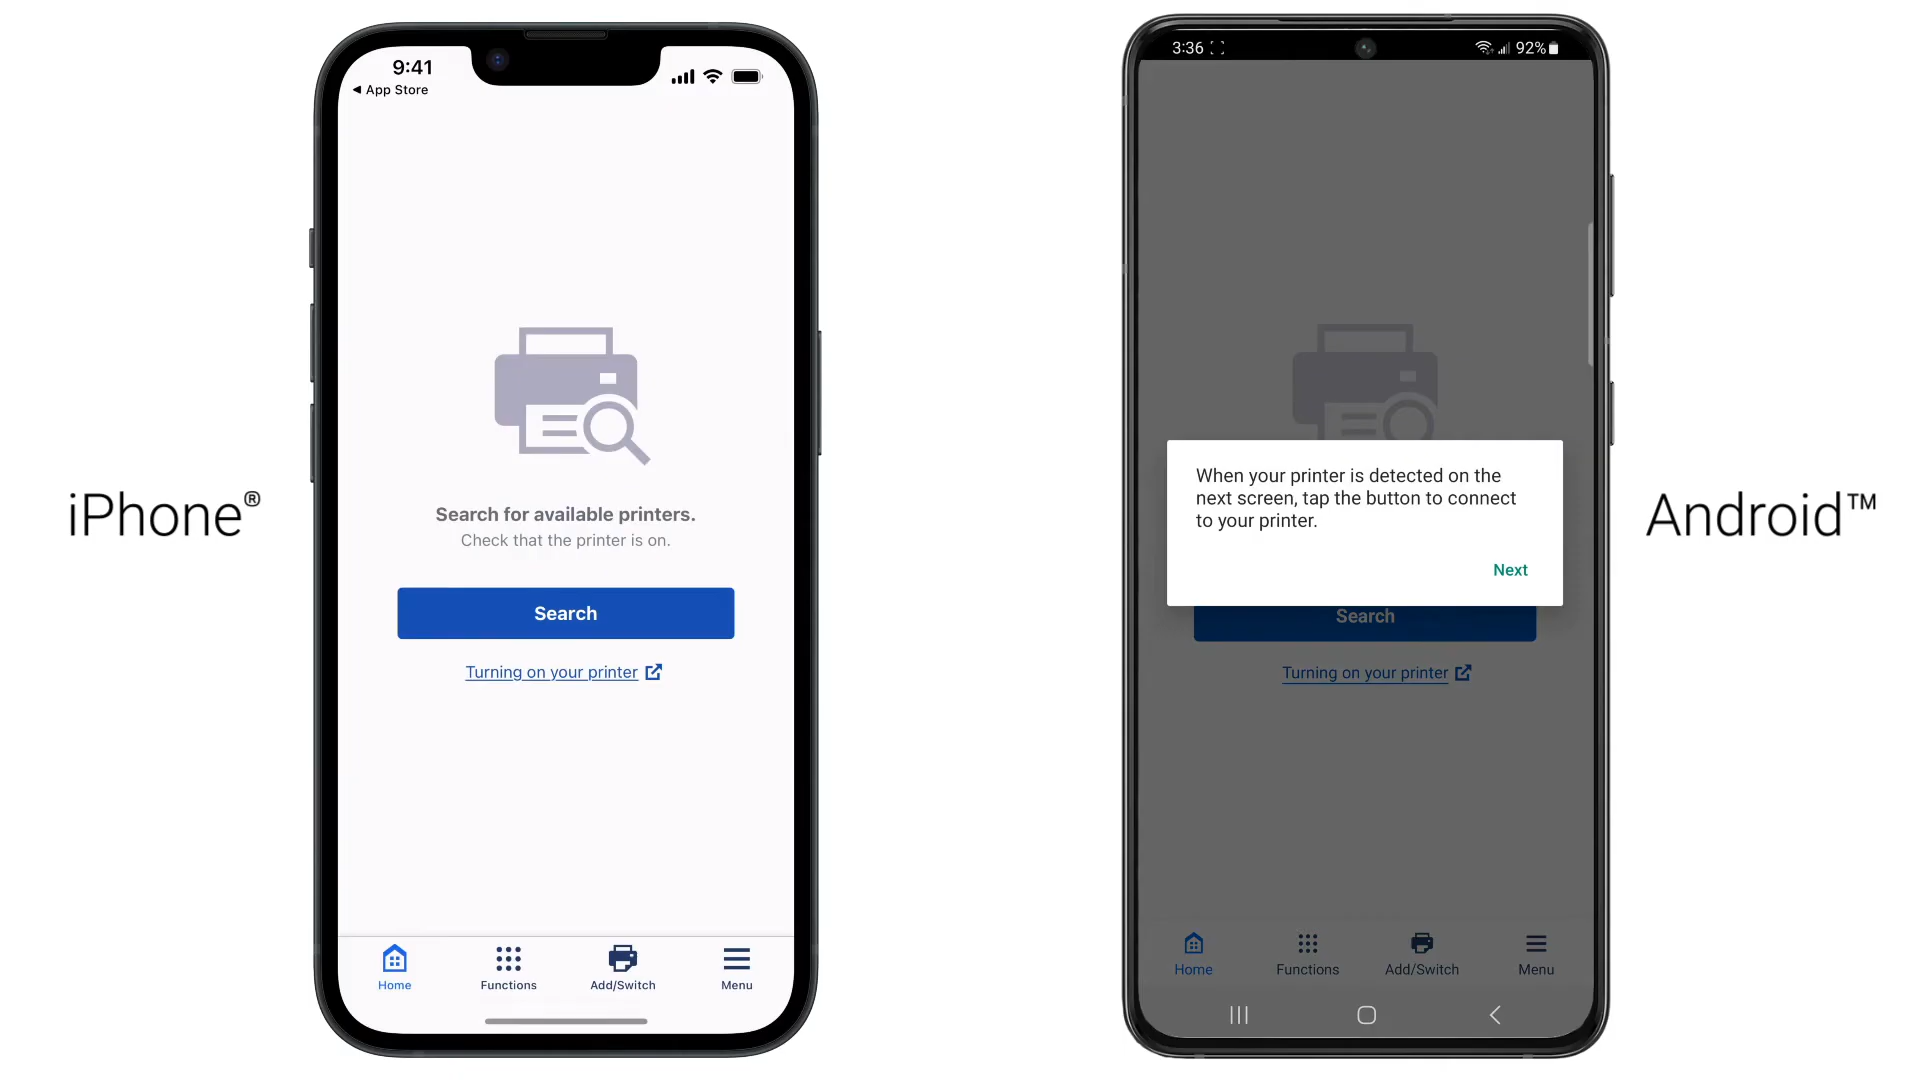 iPhone®
9:41
App Store
Search for available printers.
Check that the printer is on.
Search
Turning on your printer
Home
Functions
Add/Switch
Menu
3:36
92%
When your printer is detected on the
next screen, tap the button to connect
to your printer.
Next
Search
Turning on your printer
Home
Functions
Add/Switch
Menu
Android™